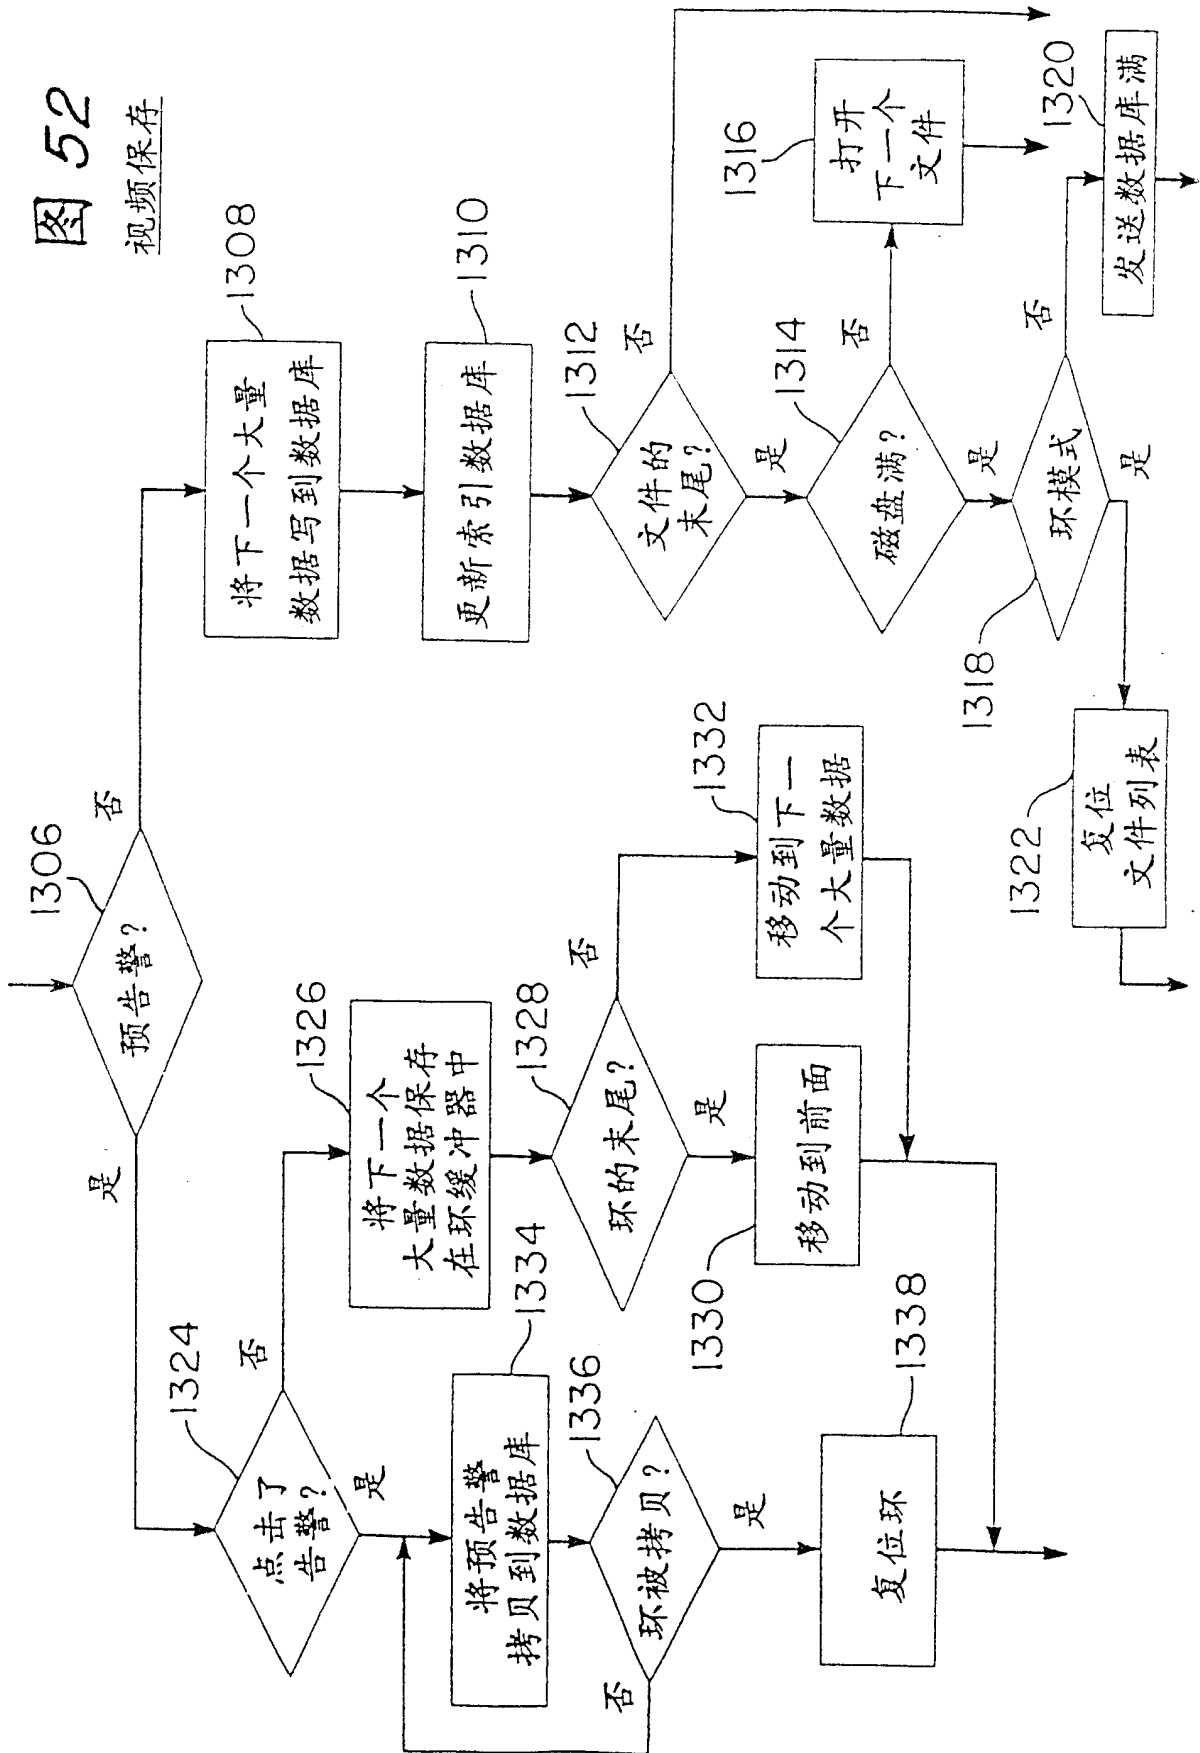 图 52
视频保存
1306
预告警?
是
否
1308
将下一个大量
数据写到数据库
1310
更新索引数据库
1312
文件的
末尾?
否
是
1314
磁盘满?
否
是
1316
打开
下一个
文件
1318
环模式
否
是
1320
发送数据库满
1322
复位
文件列表
1324
点击了
告警?
否
是
1326
将下一个
大量数据保存
在环缓冲器中
1328
环的末尾?
否
是
1330
移动到前面
1332
移动到下一
个大量数据
1334
将预告警
拷贝到数据库
1336
环被拷贝?
否
是
1338
复位环